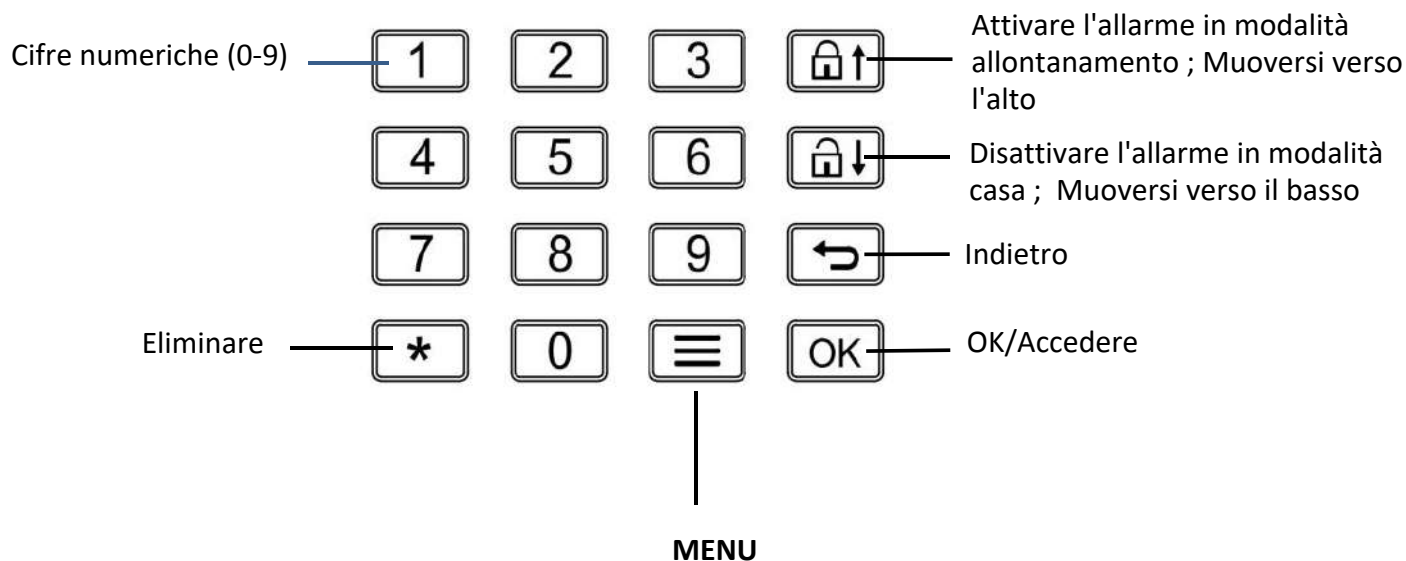 Attivare l'allarme in modalità
allontanamento ; Muoversi verso
l'alto
Cifre numeriche (0-9)
1 2 3
4 5 6
Disattivare l'allarme in modalità
casa ; Muoversi verso il basso
7 8 9
Indietro
Eliminare
* 0 OK
OK/Accedere
MENU